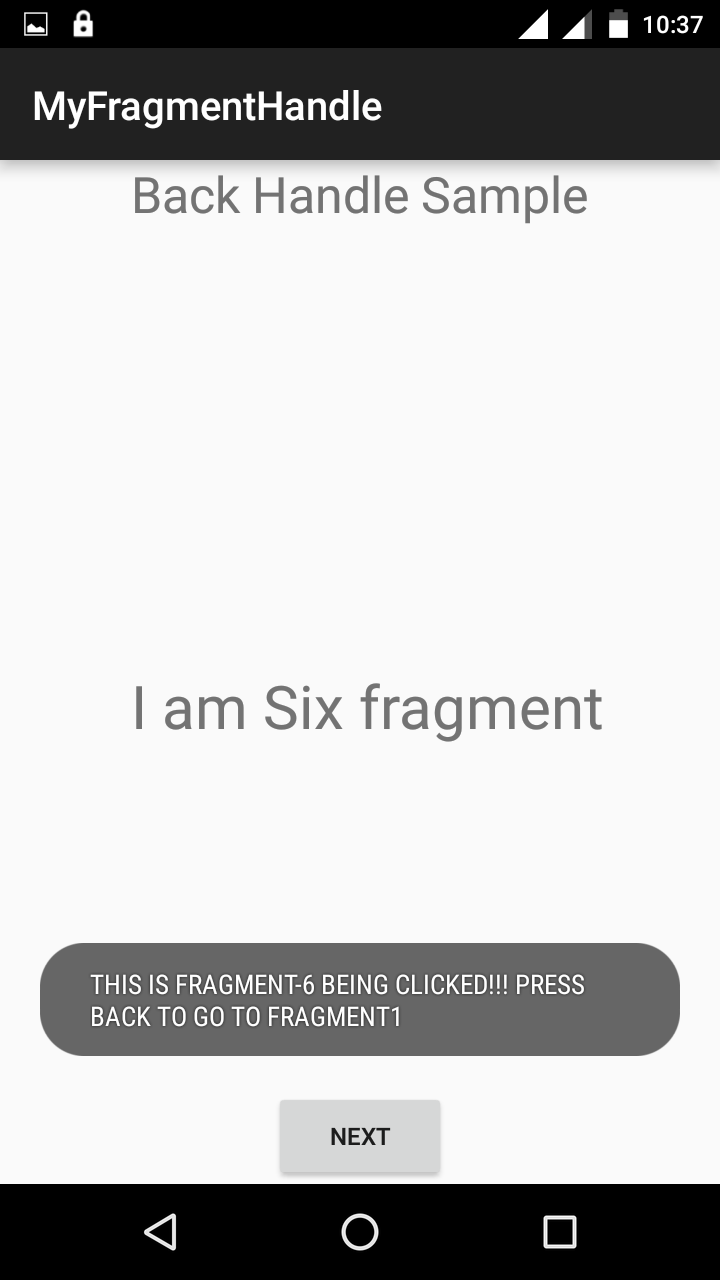 10:37
MyFragmentHandle
Back Handle Sample
I am Six fragment
THIS IS FRAGMENT-6 BEING CLICKED!!! PRESS
BACK TO GO TO FRAGMENT1
NEXT